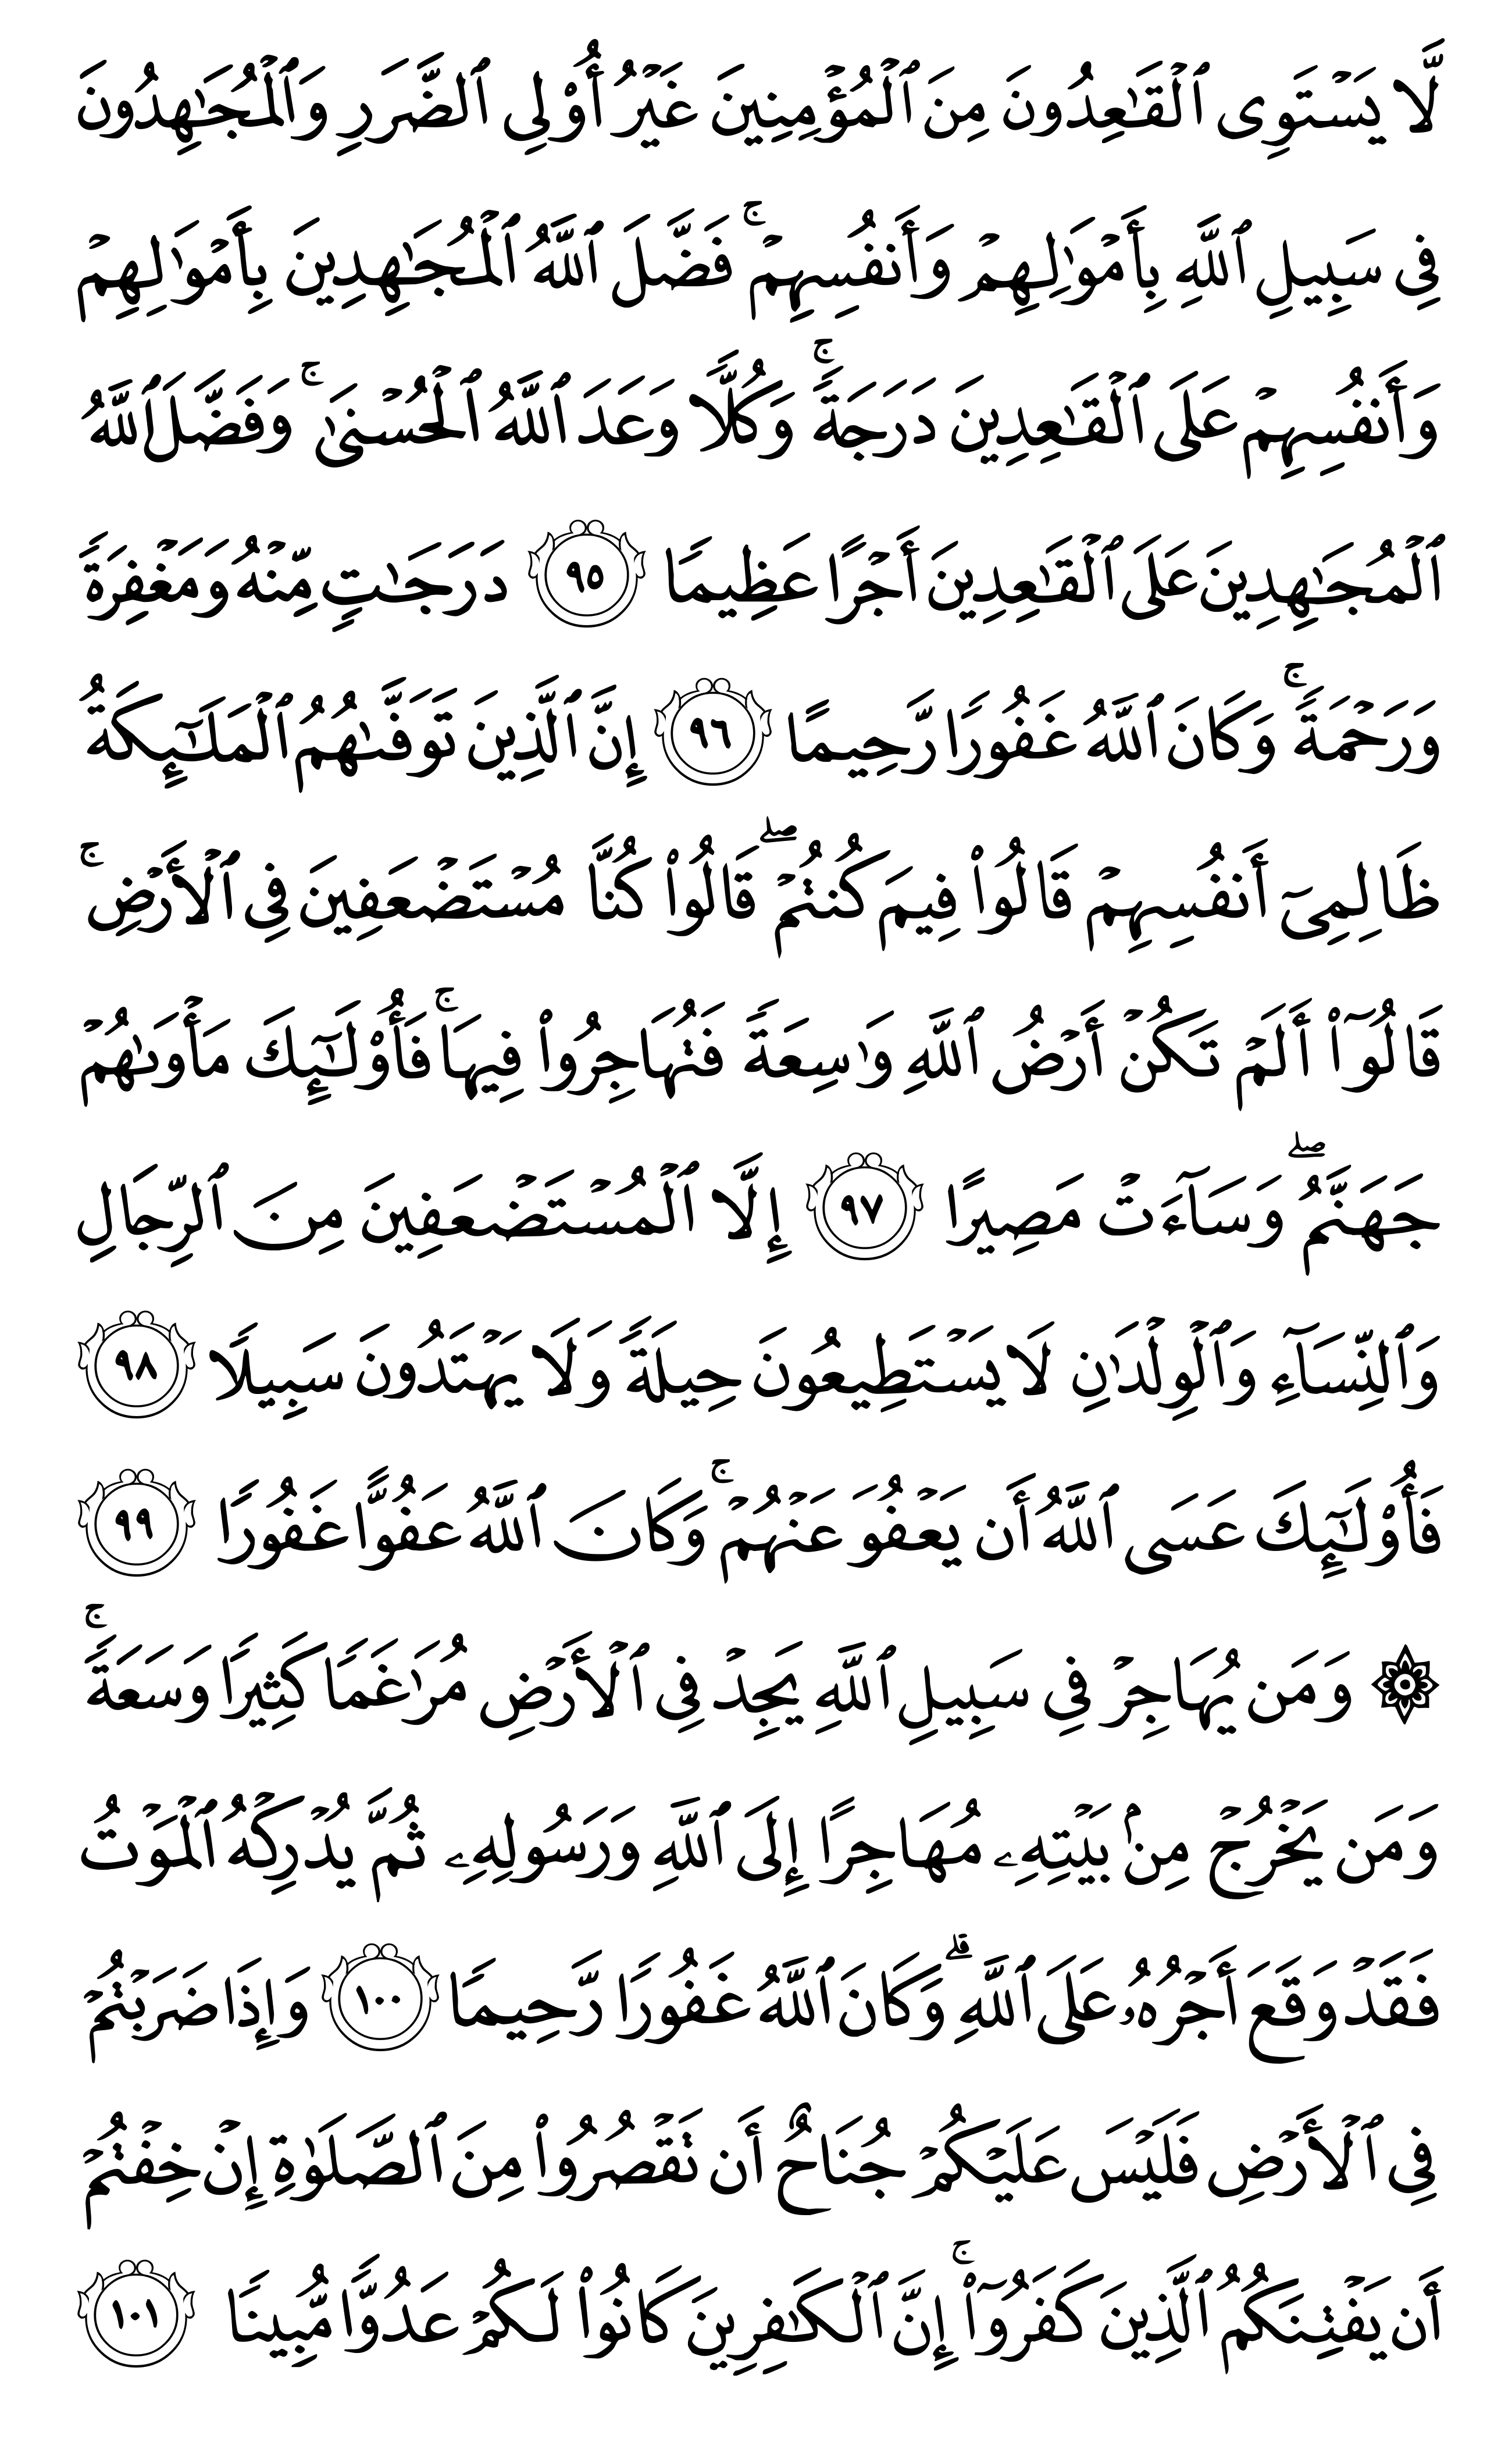 لَّا يَسْتَوِى ٱلْقَـٰعِدُونَ مِنَ ٱلْمُؤْمِنِينَ غَيْرُ أُو۟لِى ٱلضَّرَرِ وَٱلْمُجَـٰهِدُونَ
فِى سَبِيلِ ٱللَّهِ بِأَمْوَٰلِهِمْ وَأَنفُسِهِمْ ۚ فَضَّلَ ٱللَّهُ ٱلْمُجَـٰهِدِينَ بِأَمْوَٰلِهِمْ
وَأَنفُسِهِمْ عَلَى ٱلْقَـٰعِدِينَ دَرَجَةً ۚ وَكُلًّا وَعَدَ ٱللَّهُ ٱلْحُسْنَىٰ ۚ وَفَضَّلَ ٱللَّهُ
ٱلْمُجَـٰهِدِينَ عَلَى ٱلْقَـٰعِدِينَ أَجْرًا عَظِيمًا ٩٥ دَرَجَـٰتٍ مِّنْهُ وَمَغْفِرَةً
وَرَحْمَةً ۚ وَكَانَ ٱللَّهُ غَفُورًا رَّحِيمًا ٩٦ إِنَّ ٱلَّذِينَ تَوَفَّىٰهُمُ ٱلْمَلَـٰٓئِكَةُ
ظَالِمِىٓ أَنفُسِهِمْ قَالُوا۟ فِيمَ كُنتُمْ ۖ قَالُوا۟ كُنَّا مُسْتَضْعَفِينَ فِى ٱلْأَرْضِ ۚ
قَالُوٓا۟ أَلَمْ تَكُنْ أَرْضُ ٱللَّهِ وَٰسِعَةً فَتُهَاجِرُوا۟ فِيهَا ۚ فَأُو۟لَـٰٓئِكَ مَأْوَىٰهُمْ
جَهَنَّمُ ۖ وَسَآءَتْ مَصِيرًا ٩٧ إِلَّا ٱلْمُسْتَضْعَفِينَ مِنَ ٱلرِّجَالِ
وَٱلنِّسَآءِ وَٱلْوِلْدَٰنِ لَا يَسْتَطِيعُونَ حِيلَةً وَلَا يَهْتَدُونَ سَبِيلًا ٩٨
فَأُو۟لَـٰٓئِكَ عَسَى ٱللَّهُ أَن يَعْفُوَ عَنْهُمْ ۚ وَكَانَ ٱللَّهُ عَفُوًّا غَفُورًا ٩٩
۞ وَمَن يُهَاجِرْ فِى سَبِيلِ ٱللَّهِ يَجِدْ فِى ٱلْأَرْضِ مُرَٰغَمًا كَثِيرًا وَسَعَةً ۚ
وَمَن يَخْرُجْ مِنۢ بَيْتِهِۦ مُهَاجِرًا إِلَى ٱللَّهِ وَرَسُولِهِۦ ثُمَّ يُدْرِكْهُ ٱلْمَوْتُ
فَقَدْ وَقَعَ أَجْرُهُۥ عَلَى ٱللَّهِ ۗ وَكَانَ ٱللَّهُ غَفُورًا رَّحِيمًا ١٠٠ وَإِذَا ضَرَبْتُمْ
فِى ٱلْأَرْضِ فَلَيْسَ عَلَيْكُمْ جُنَاحٌ أَن تَقْصُرُوا۟ مِنَ ٱلصَّلَوٰةِ إِنْ خِفْتُمْ
أَن يَفْتِنَكُمُ ٱلَّذِينَ كَفَرُوٓا۟ ۚ إِنَّ ٱلْكَـٰفِرِينَ كَانُوا۟ لَكُمْ عَدُوًّا مُّبِينًا ١٠١